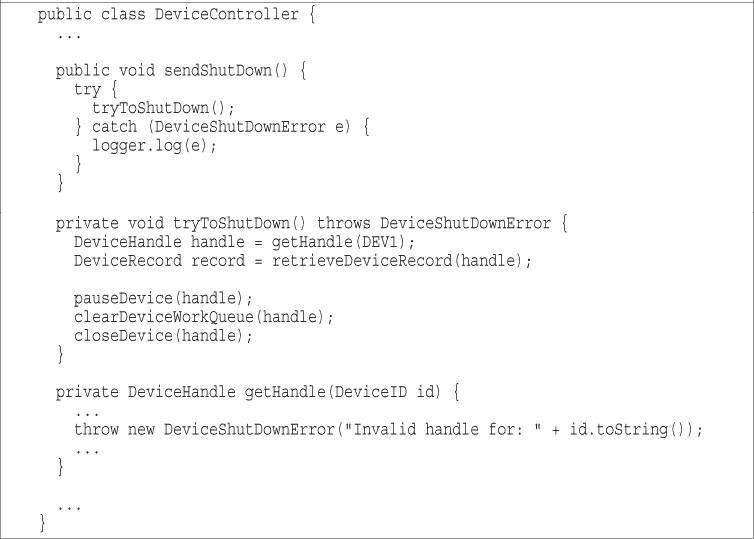 public class DeviceController {
...
public void sendShutDown() {
try {
tryToShutDown();
} catch (DeviceShutDownError e) {
logger.log(e);
}
}
private void tryToShutDown() throws DeviceShutDownError {
DeviceHandle handle = getHandle(DEV1);
DeviceRecord record = retrieveDeviceRecord(handle);
pauseDevice(handle);
clearDeviceWorkQueue(handle);
closeDevice(handle);
}
private DeviceHandle getHandle(DeviceID id) {
...
throw new DeviceShutDownError("Invalid handle for: " + id.toString());
...
}
...
}